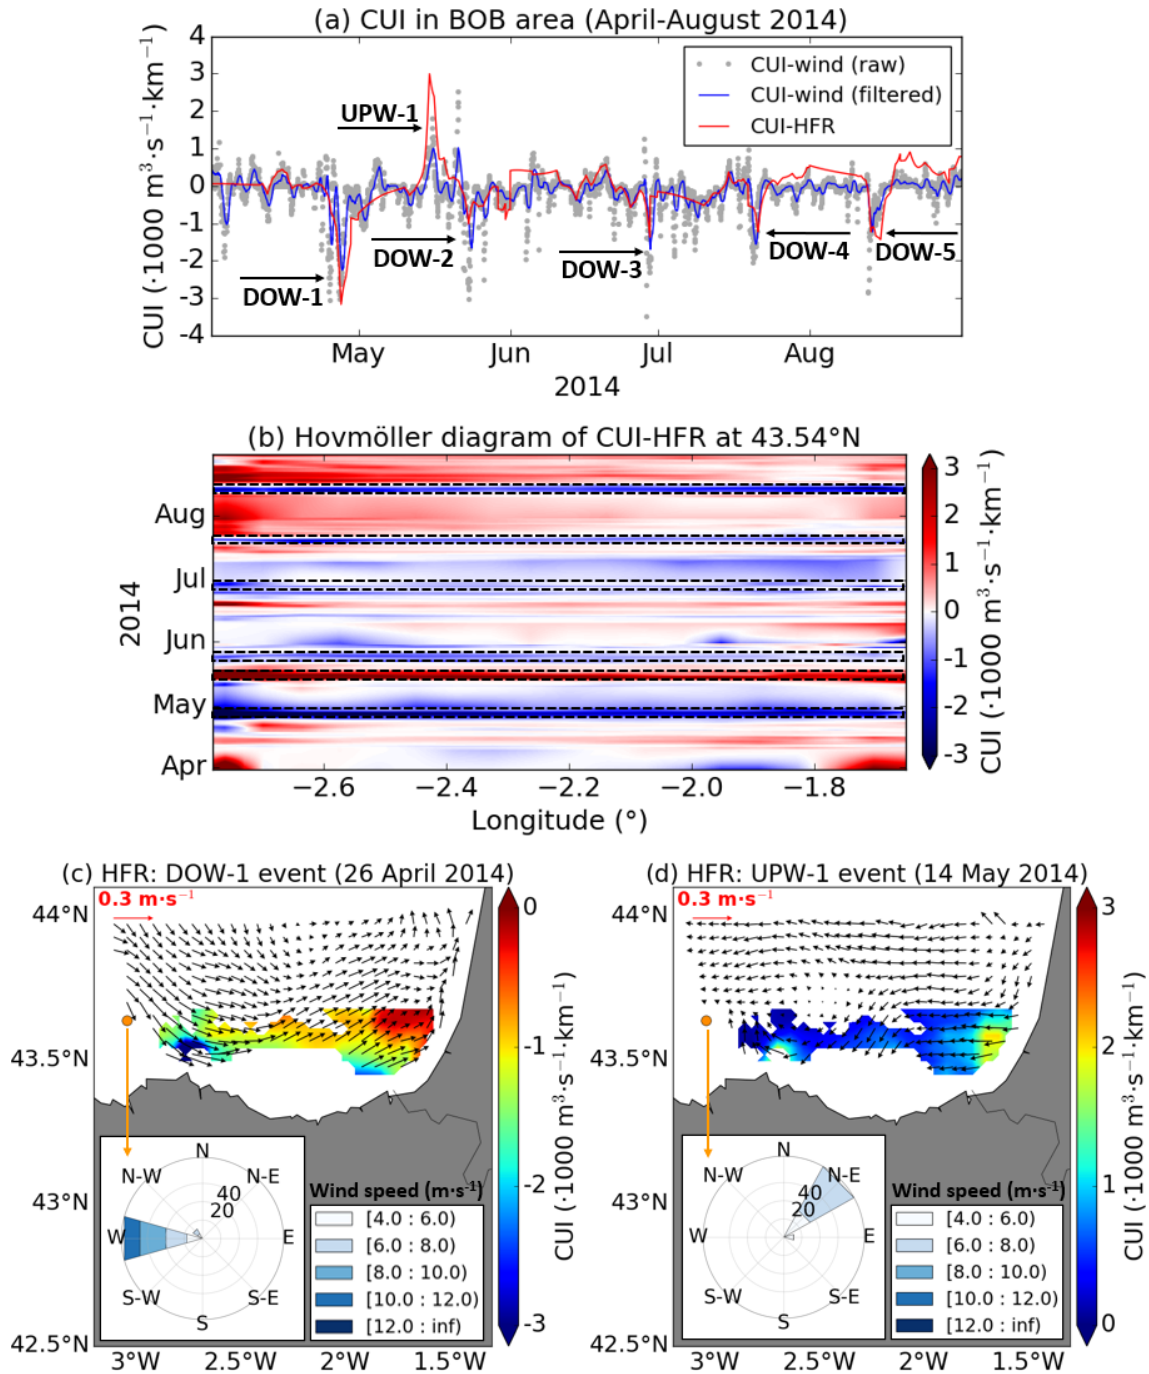 (a) CUI in BOB area (April-August 2014)
CUI (·1000 m³·s⁻¹·km⁻¹)
4
3
2
1
0
-1
-2
-3
-4
CUI-wind (raw)
CUI-wind (filtered)
CUI-HFR
UPW-1
DOW-1
DOW-2
DOW-3
DOW-4
DOW-5
May Jun Jul Aug
2014
(b) Hovmöller diagram of CUI-HFR at 43.54°N
2014
Aug
Jul
Jun
May
Apr
−2.6 −2.4 −2.2 −2.0 −1.8
Longitude (°)
3
2
1
0
-1
-2
-3
CUI (·1000 m³·s⁻¹·km⁻¹)
(c) HFR: DOW-1 event (26 April 2014)
0.3 m·s⁻¹
44°N
43.5°N
43°N
42.5°N
3°W 2.5°W 2°W 1.5°W
N
N-E
E
S-E
S
S-W
W
N-W
40
20
Wind speed (m·s⁻¹)
[4.0 : 6.0)
[6.0 : 8.0)
[8.0 : 10.0)
[10.0 : 12.0)
[12.0 : inf)
0
-1
-2
-3
CUI (·1000 m³·s⁻¹·km⁻¹)
(d) HFR: UPW-1 event (14 May 2014)
0.3 m·s⁻¹
44°N
43.5°N
43°N
42.5°N
3°W 2.5°W 2°W 1.5°W
N
N-E
E
S-E
S
S-W
W
N-W
40
20
Wind speed (m·s⁻¹)
[4.0 : 6.0)
[6.0 : 8.0)
[8.0 : 10.0)
[10.0 : 12.0)
[12.0 : inf)
3
2
1
0
CUI (·1000 m³·s⁻¹·km⁻¹)